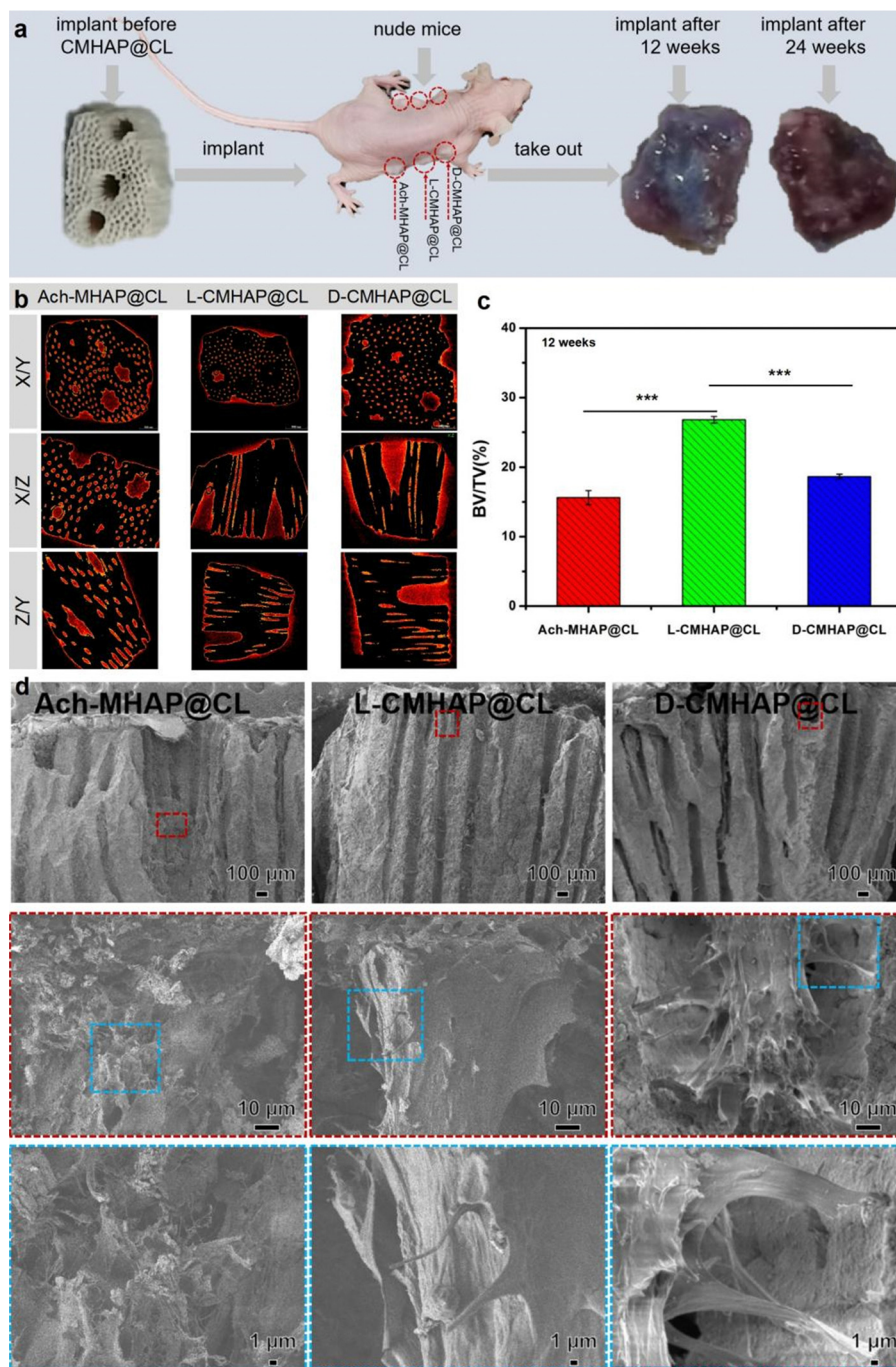 a
implant before
CMHAP@CL
nude mice
implant after
12 weeks
implant after
24 weeks
implant
take out
Ach-MHAP@CL
L-CMHAP@CL
D-CMHAP@CL
b
Ach-MHAP@CL L-CMHAP@CL D-CMHAP@CL
X/Y
X/Z
Z/Y
c
12 weeks
BV/TV(%)
40
30
20
10
0
***
***
Ach-MHAP@CL L-CMHAP@CL D-CMHAP@CL
d
Ach-MHAP@CL L-CMHAP@CL D-CMHAP@CL
100 μm 100 μm 100 μm
10 μm 10 μm 10 μm
1 μm 1 μm 1 μm